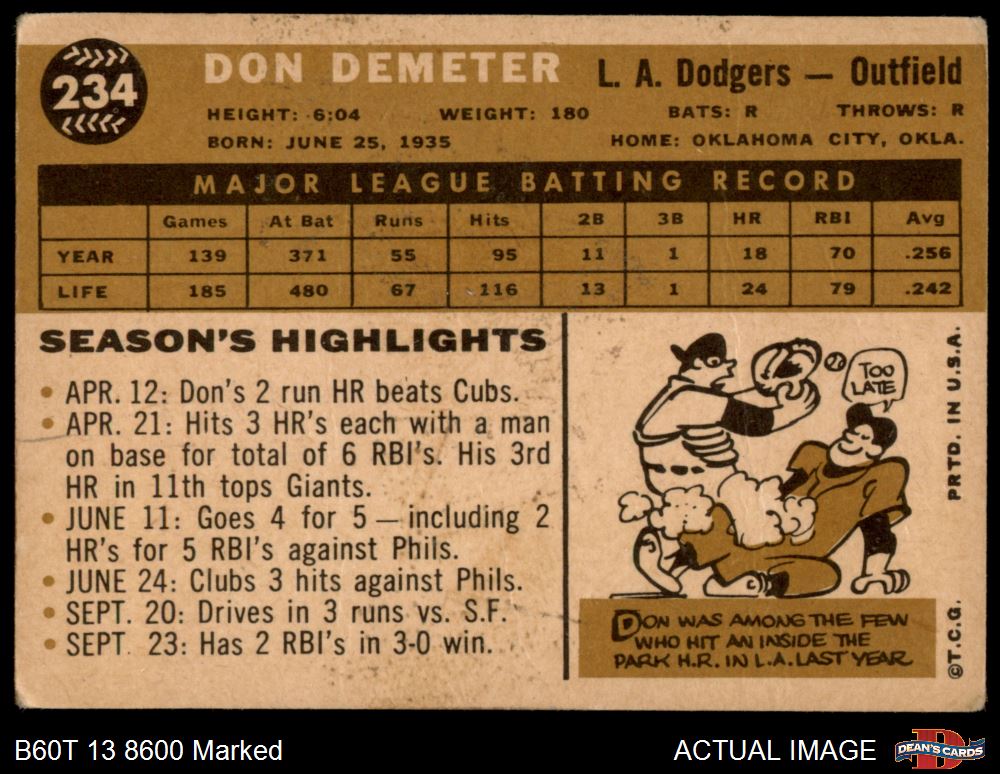 234
DON DEMETER L. A. Dodgers — Outfield
HEIGHT: 6:04 WEIGHT: 180 BATS: R THROWS: R
BORN: JUNE 25, 1935 HOME: OKLAHOMA CITY, OKLA.
MAJOR LEAGUE BATTING RECORD
Games At Bat Runs Hits 2B 3B HR RBI Avg
YEAR 139 371 55 95 11 1 18 70 .256
LIFE 185 480 67 116 13 1 24 79 .242
SEASON'S HIGHLIGHTS
• APR. 12: Don's 2 run HR beats Cubs.
• APR. 21: Hits 3 HR's each with a man
on base for total of 6 RBI's. His 3rd
HR in 11th tops Giants.
• JUNE 11: Goes 4 for 5 — including 2
HR's for 5 RBI's against Phils.
• JUNE 24: Clubs 3 hits against Phils.
• SEPT. 20: Drives in 3 runs vs. S.F.
• SEPT. 23: Has 2 RBI's in 3-0 win.
TOO
LATE
DON WAS AMONG THE FEW
WHO HIT AN INSIDE THE
PARK H.R. IN L.A. LAST YEAR
©T.C.G. PRTD. IN U.S.A.
B60T 13 8600 Marked ACTUAL IMAGE
DEAN'S CARDS